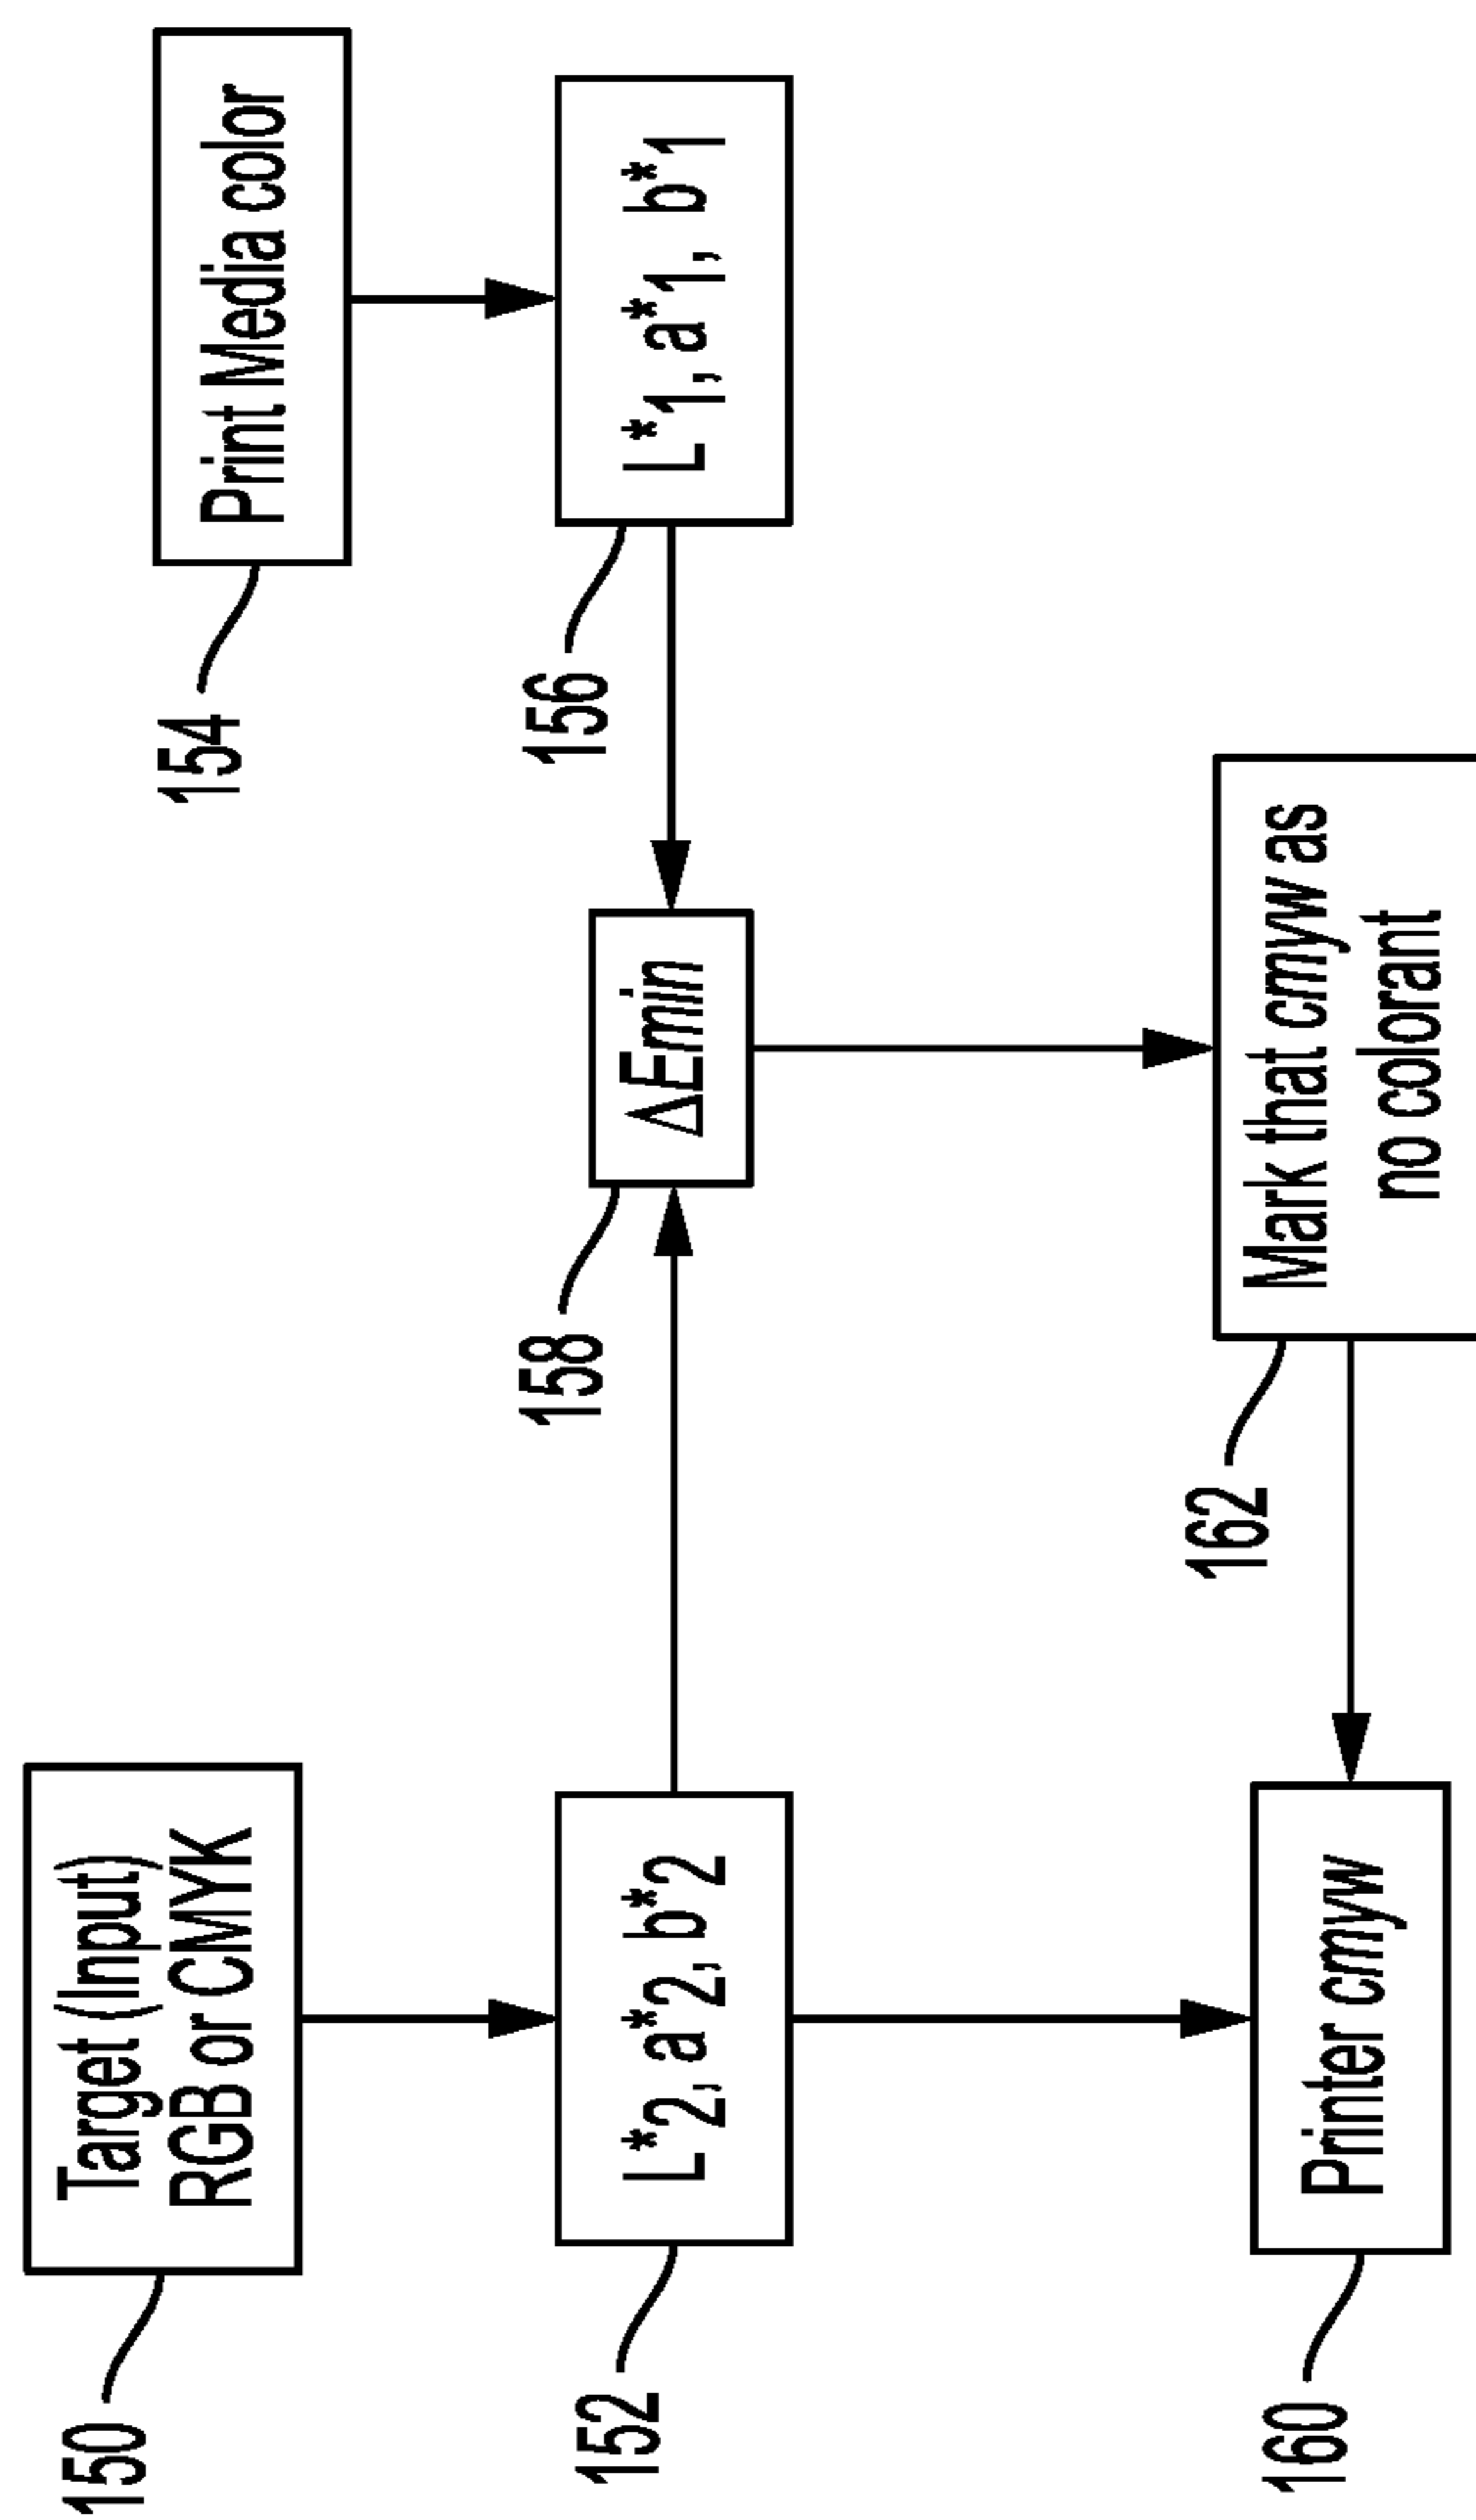 150
Target (Input)
RGB or CMYK
154
Print Media color
152
L*2, a*2, b*2
158
ΔEmin
156
L*1, a*1, b*1
160
Printer cmyw
162
Mark that cmyw as
no colorant